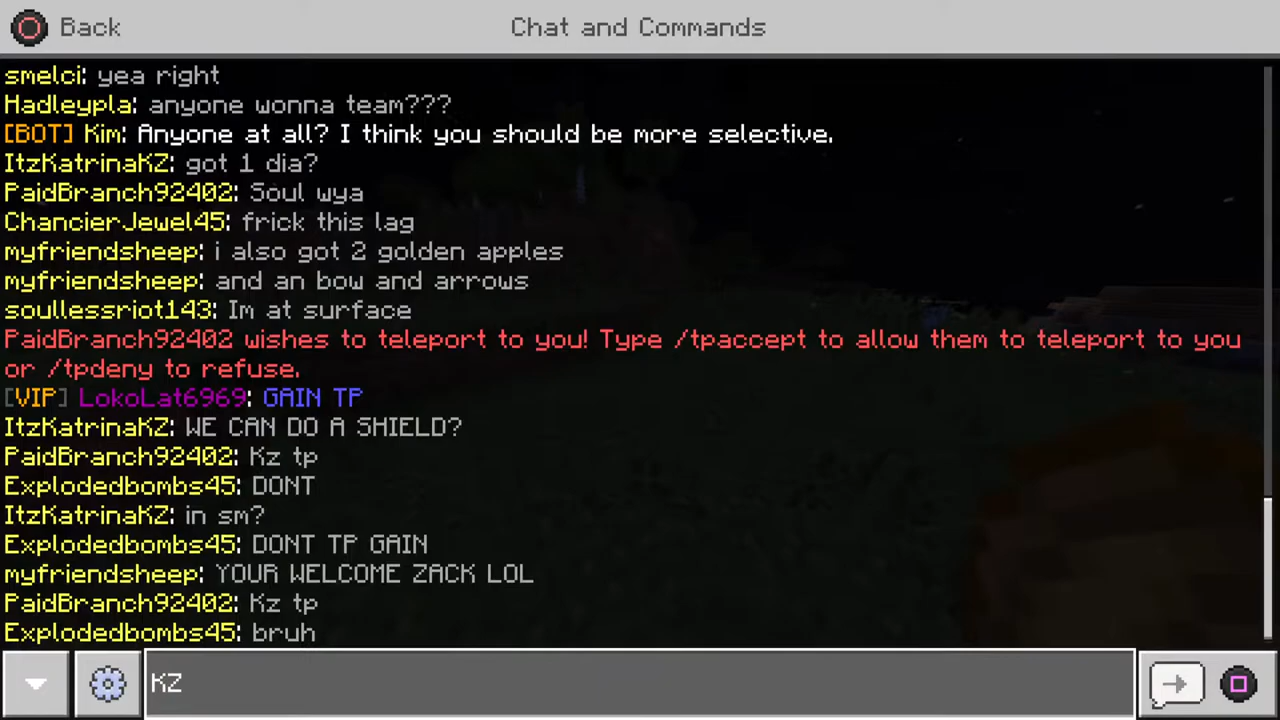 Back
Chat and Commands
smelci: yea right
Hadleypla: anyone wonna team???
[BOT] Kim: Anyone at all? I think you should be more selective.
ItzKatrinaKZ: got 1 dia?
PaidBranch92402: Soul wya
ChancierJewel45: frick this lag
myfriendsheep: i also got 2 golden apples
myfriendsheep: and an bow and arrows
soullessriot143: Im at surface
PaidBranch92402 wishes to teleport to you! Type /tpaccept to allow them to teleport to you
or /tpdeny to refuse.
[VIP] LokoLat6969: GAIN TP
ItzKatrinaKZ: WE CAN DO A SHIELD?
PaidBranch92402: Kz tp
Explodedbombs45: DONT
ItzKatrinaKZ: in sm?
Explodedbombs45: DONT TP GAIN
myfriendsheep: YOUR WELCOME ZACK LOL
PaidBranch92402: Kz tp
Explodedbombs45: bruh
KZ